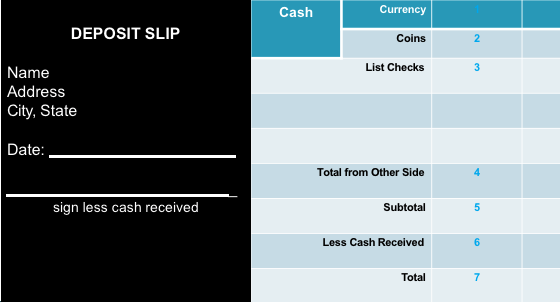 DEPOSIT SLIP
Name
Address
City, State
Date:
sign less cash received
Cash
Currency
Coins 2
List Checks 3
Total from Other Side 4
Subtotal 5
Less Cash Received 6
Total 7